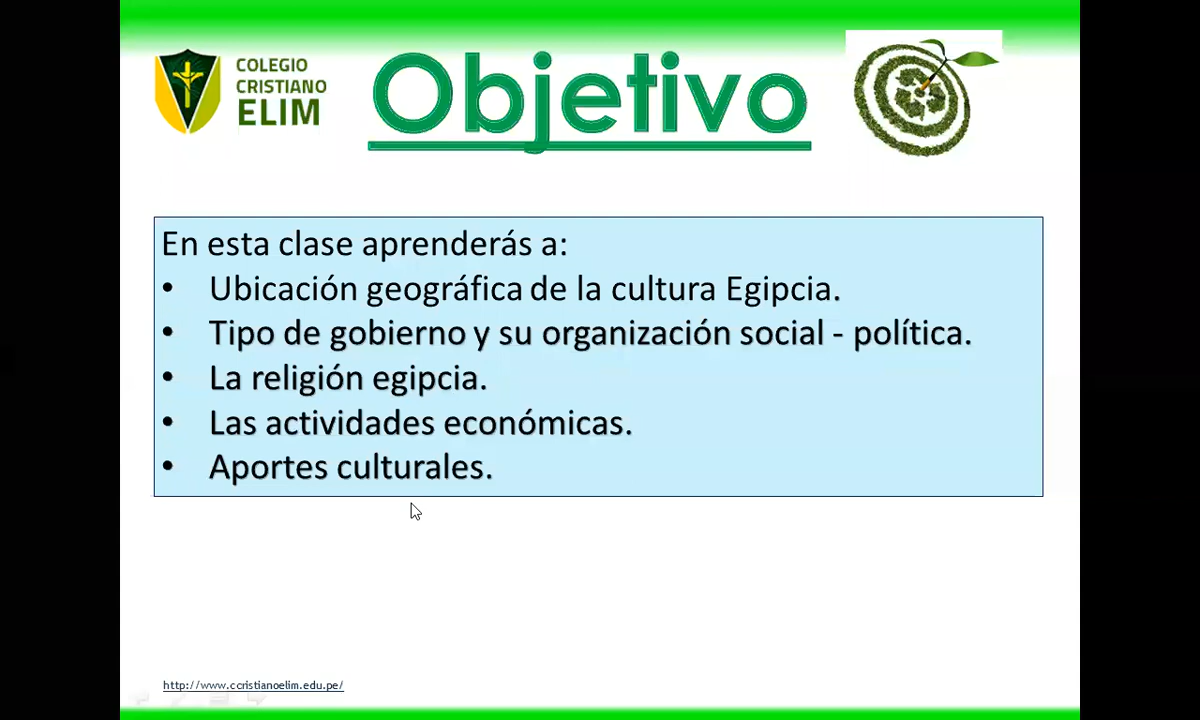 COLEGIO
CRISTIANO
ELIM
Objetivo
En esta clase aprenderás a:
• Ubicación geográfica de la cultura Egipcia.
• Tipo de gobierno y su organización social - política.
• La religión egipcia.
• Las actividades económicas.
• Aportes culturales.
http://www.ccristianoelim.edu.pe/